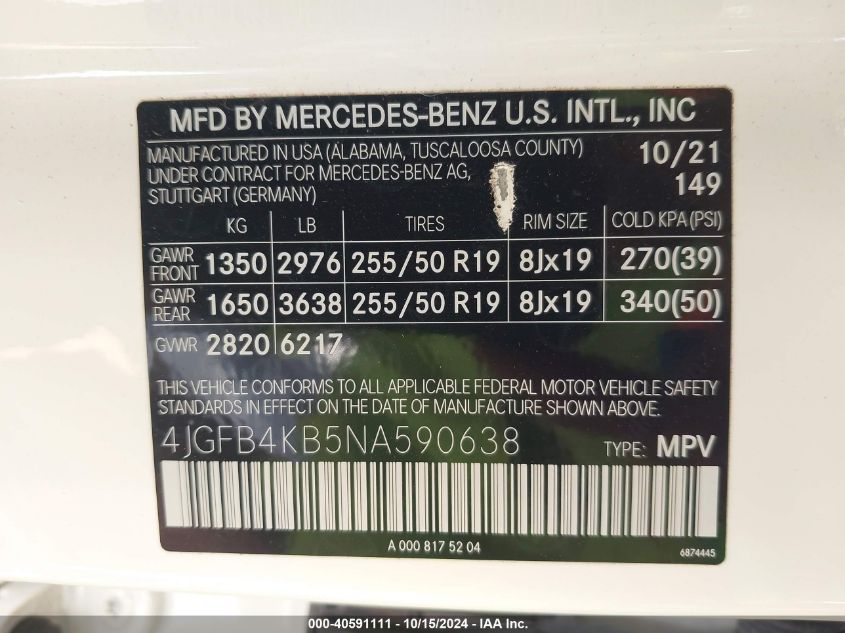 MFD BY MERCEDES-BENZ U.S. INTL., INC
MANUFACTURED IN USA (ALABAMA, TUSCALOOSA COUNTY) 10/21
UNDER CONTRACT FOR MERCEDES-BENZ AG, 149
STUTTGART (GERMANY)
KG LB TIRES RIM SIZE COLD KPA (PSI)
GAWR FRONT 1350 2976 255/50 R19 8Jx19 270(39)
GAWR REAR 1650 3638 255/50 R19 8Jx19 340(50)
GVWR 2820 6217
THIS VEHICLE CONFORMS TO ALL APPLICABLE FEDERAL MOTOR VEHICLE SAFETY
STANDARDS IN EFFECT ON THE DATE OF MANUFACTURE SHOWN ABOVE.
4JGFB4KB5NA590638 TYPE: MPV
A 000 817 52 04
6874445
000-40591111 - 10/15/2024 - IAAI Inc.